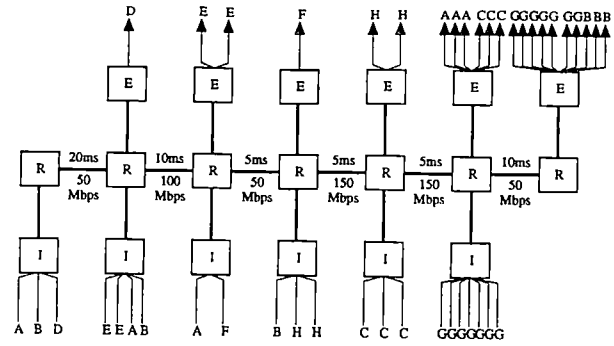 D E E F H H AAA CCC GGGGG GGBBB
E E E E E E
20ms 10ms 5ms 5ms 5ms 10ms
R R R R R R R
50 100 50 150 150 50
Mbps Mbps Mbps Mbps Mbps Mbps
I I I I I I
A B D E E A B A F B H H C C C GGGGGGG